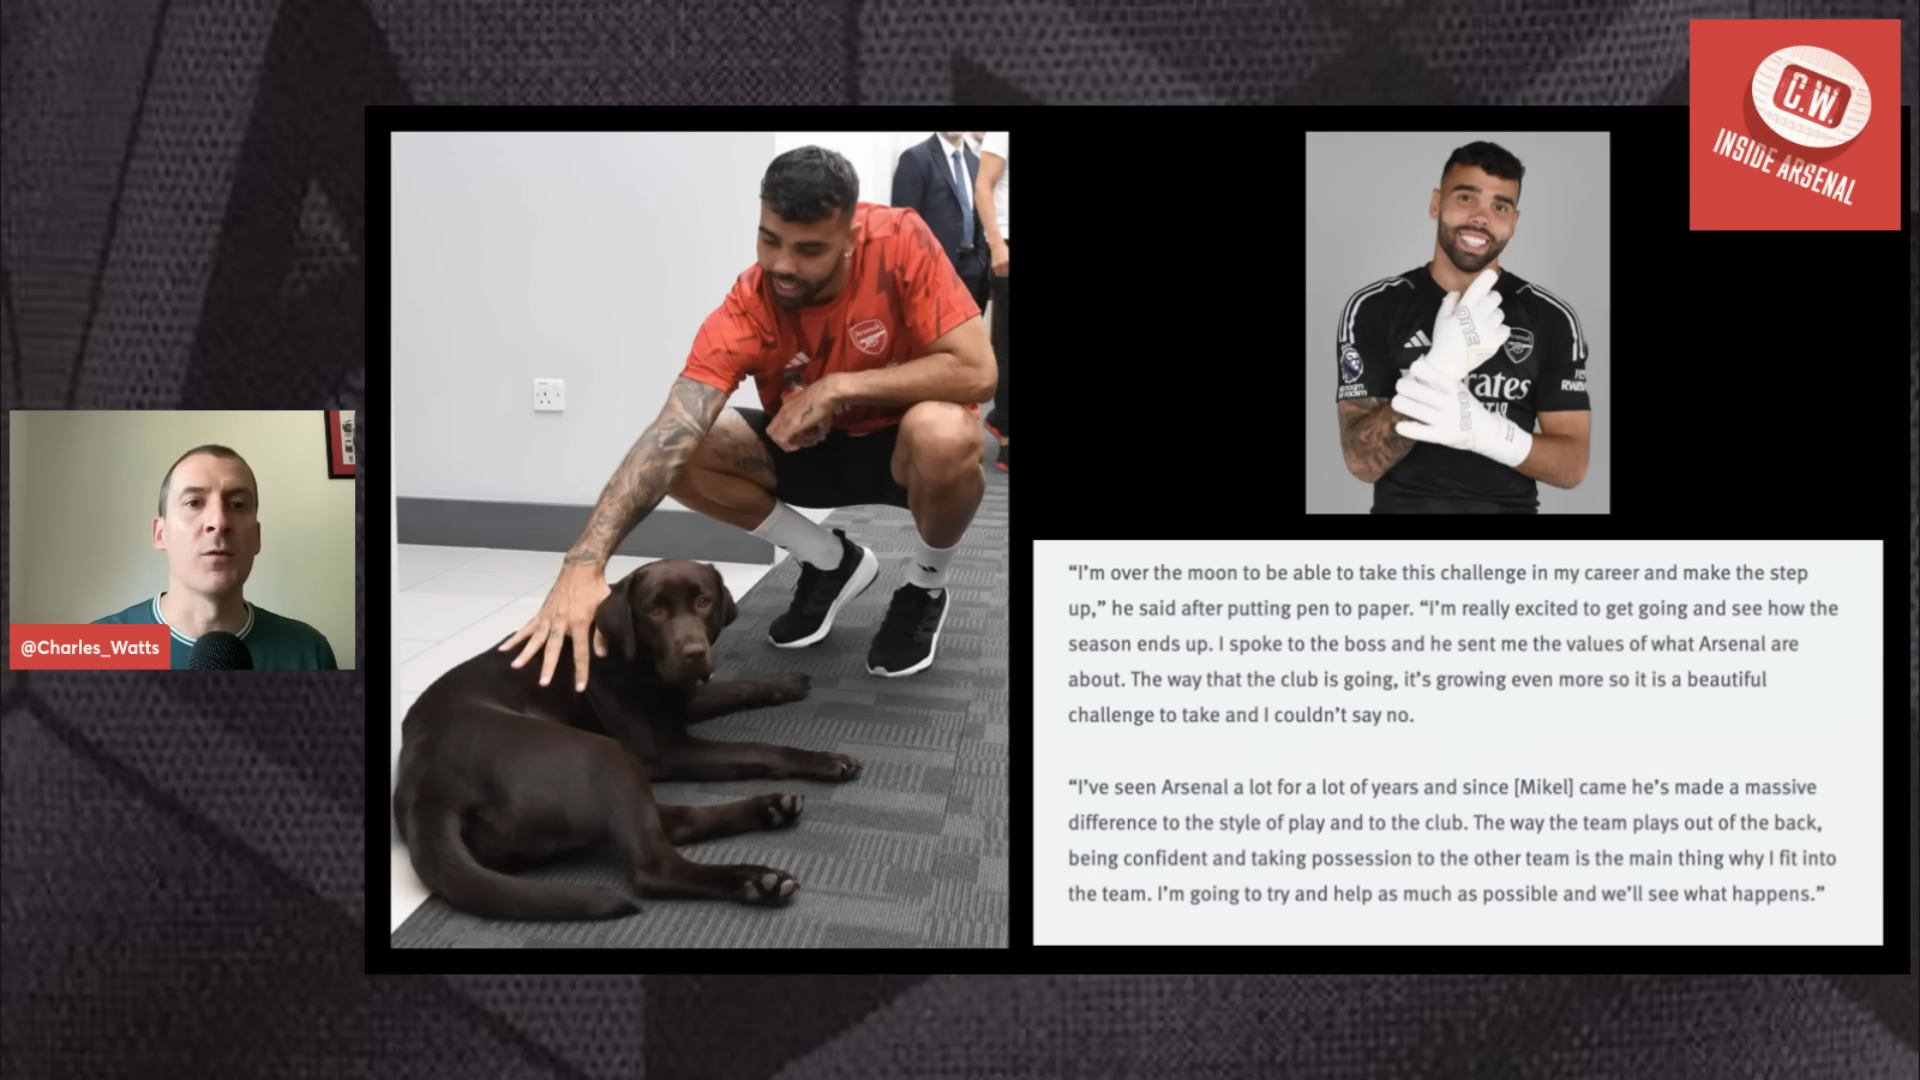 C.W.
INSIDE ARSENAL
Arsenal
Arsenal
rates
@Charles_Watts
“I’m over the moon to be able to take this challenge in my career and make the step
up,” he said after putting pen to paper. “I’m really excited to get going and see how the
season ends up. I spoke to the boss and he sent me the values of what Arsenal are
about. The way that the club is going, it’s growing even more so it is a beautiful
challenge to take and I couldn’t say no.
“I’ve seen Arsenal a lot for a lot of years and since [Mikel] came he’s made a massive
difference to the style of play and to the club. The way the team plays out of the back,
being confident and taking possession to the other team is the main thing why I fit into
the team. I’m going to try and help as much as possible and we’ll see what happens.”